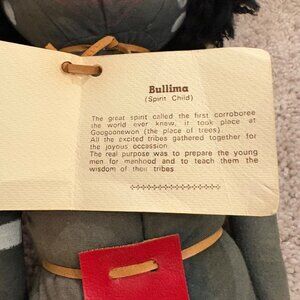 Bullima
(Spirit Child)
The great spirit called the first corroboree
the world ever knew, it took place at
Googoonewon (the place of trees)
All the excited tribes gathered together for
the joyous occassion
The real purpose was to prepare the young
men for manhood and to teach them the
wisdom of their tribes